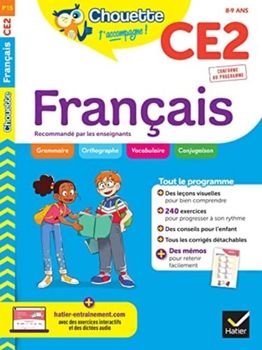 P15
CE2
Français
Chouette
Chouette
J'accompagne !
8-9 ANS
CE2
CONFORME
AU PROGRAMME
Français
Recommandé par les enseignants
Grammaire
Orthographe
Vocabulaire
Conjugaison
Tout le programme
• Des leçons visuelles
pour bien comprendre
• 240 exercices
pour progresser à son rythme
• Des conseils pour l'enfant
• Tous les corrigés détachables
+
• Des mémos
pour retenir
facilement
+
hatier-entrainement.com
avec des exercices interactifs
et des dictées audio
Hatier